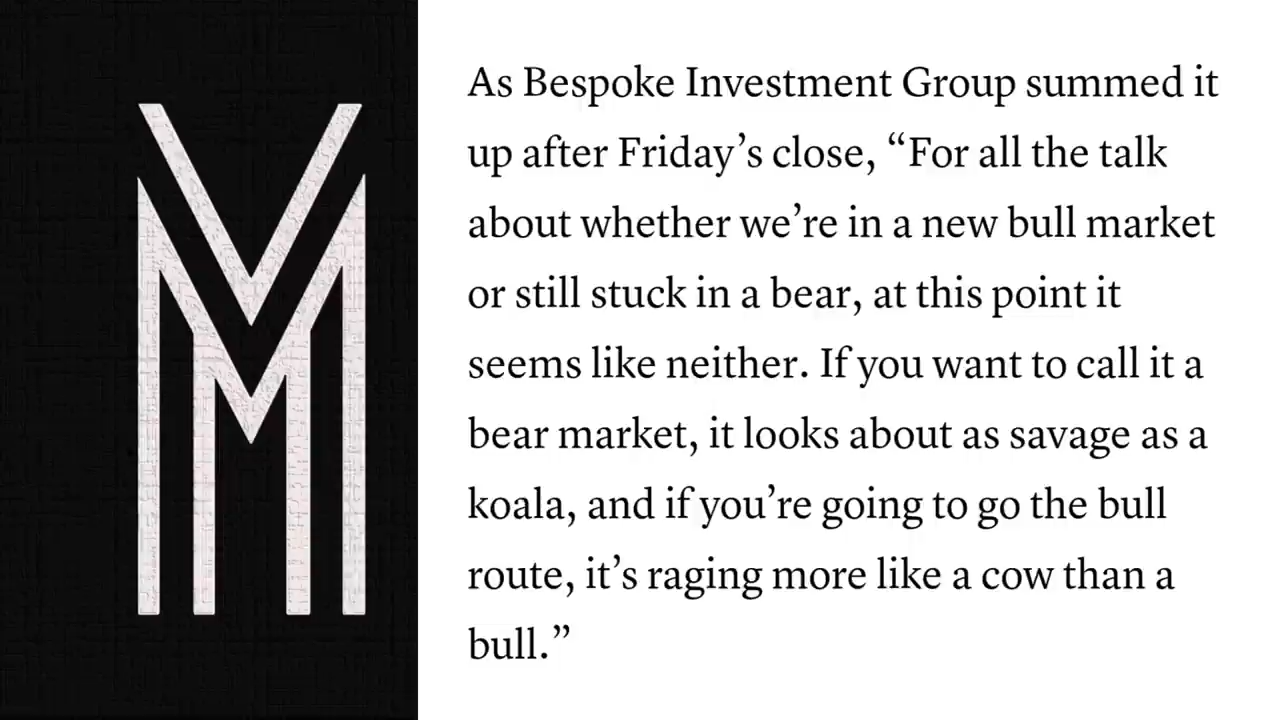 As Bespoke Investment Group summed it
up after Friday’s close, “For all the talk
about whether we’re in a new bull market
or still stuck in a bear, at this point it
seems like neither. If you want to call it a
bear market, it looks about as savage as a
koala, and if you’re going to go the bull
route, it’s raging more like a cow than a
bull.”